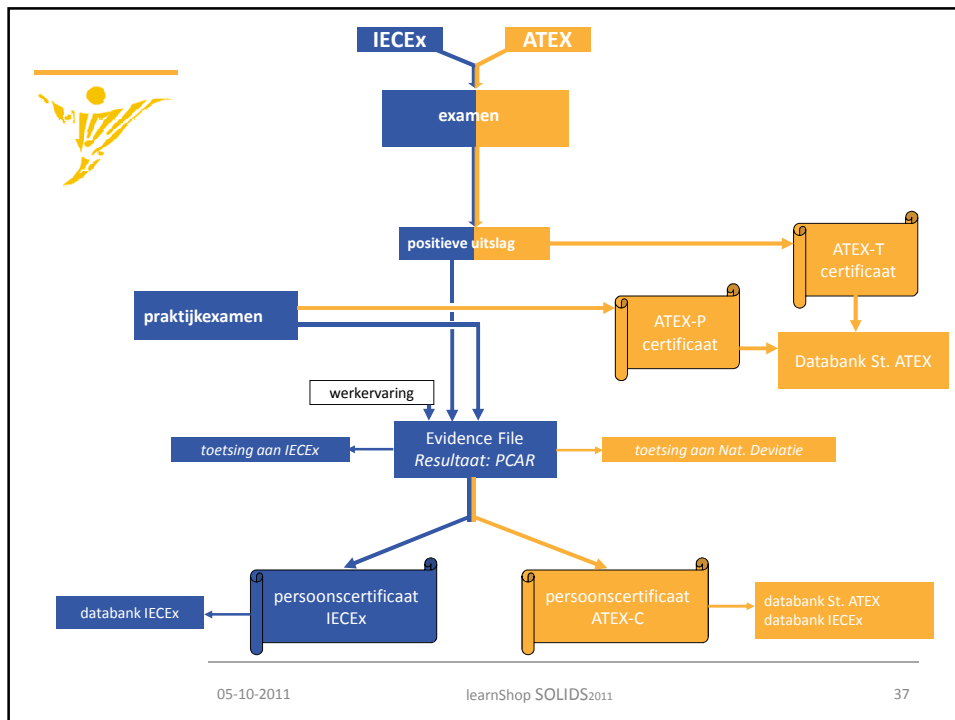 IECEx
ATEX
examen
positieve uitslag
ATEX-T
certificaat
praktijkexamen
ATEX-P
certificaat
Databank St. ATEX
werkervaring
Evidence File
Resultaat: PCAR
toetsing aan IECEx
toetsing aan Nat. Deviatie
persoonscertificaat
IECEx
persoonscertificaat
ATEX-C
databank IECEx
databank St. ATEX
databank IECEx
05-10-2011
learnShop SOLIDS2011
37